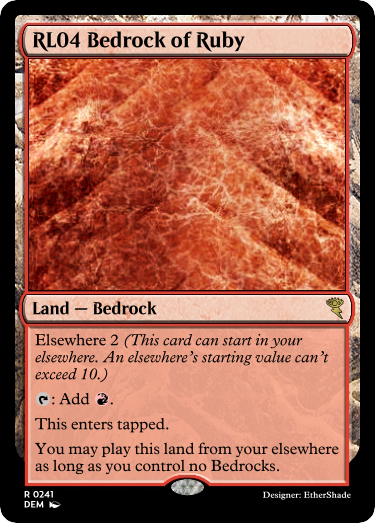 RL04 Bedrock of Ruby
Land — Bedrock
Elsewhere 2 (This card can start in your
elsewhere. An elsewhere's starting value can't
exceed 10.)
: Add .
This enters tapped.
You may play this land from your elsewhere
as long as you control no Bedrocks.
R 0241
DEM
Designer: EtherShade